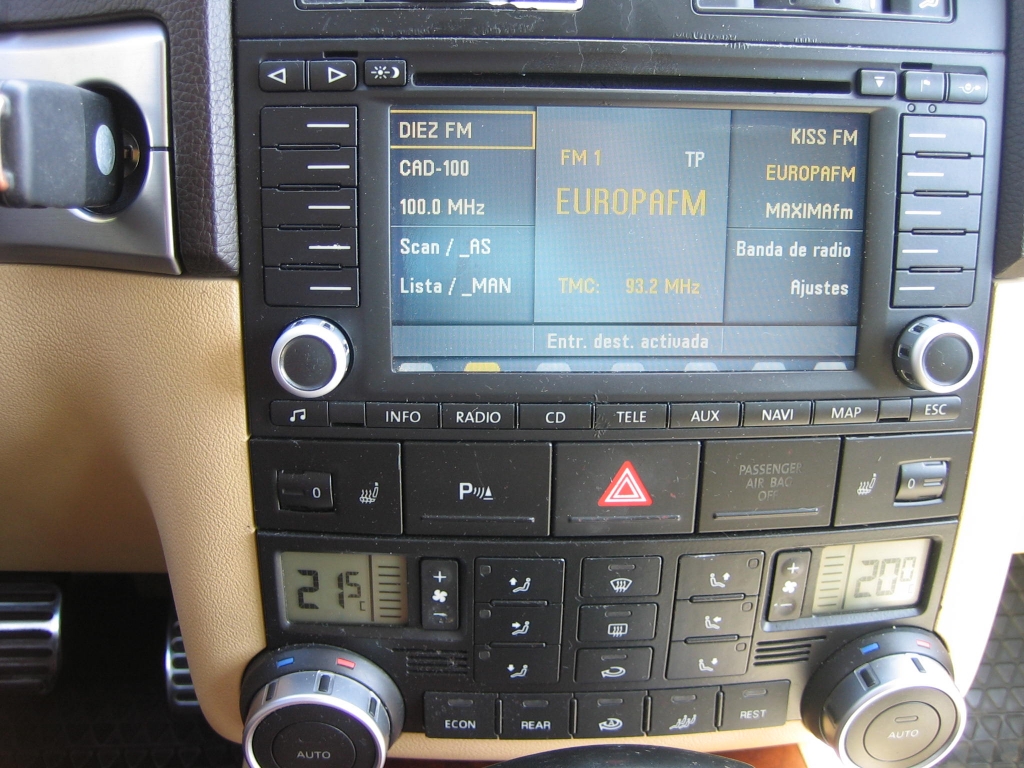 DIEZ FM
KISS FM
CAD-100
FM 1
TP
EUROPAFM
100.0 MHz
EUROPAFM
MAXIMAfm
Scan / _AS
Banda de radio
Lista / _MAN
TMC: 93.2 MHz
Ajustes
Entr. dest. activada
INFO
RADIO
CD
TELE
AUX
NAVI
MAP
ESC
0
P
PASSENGER
AIR BAG
OFF
0
21.5
C
+
-
+
-
20.0
ECON
REAR
REST
AUTO
AUTO